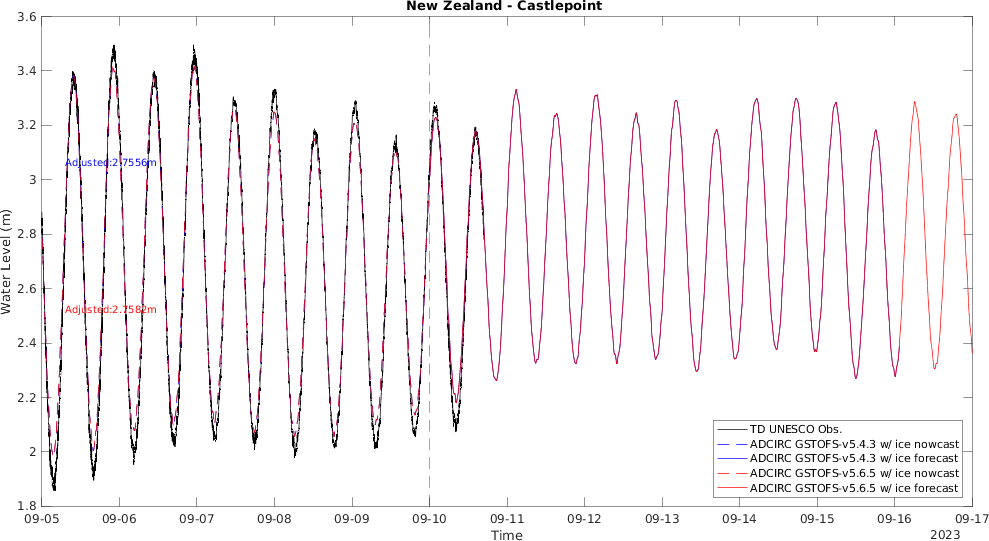 New Zealand - Castlepoint
3.6
3.4
3.2
3
2.8
2.6
2.4
2.2
2
1.8
Water Level (m)
Adjusted:2.7556m
Adjusted:2.7582m
TD UNESCO Obs.
ADCIRC GSTOFS-v5.4.3 w/ ice nowcast
ADCIRC GSTOFS-v5.4.3 w/ ice forecast
ADCIRC GSTOFS-v5.6.5 w/ ice nowcast
ADCIRC GSTOFS-v5.6.5 w/ ice forecast
09-05 09-06 09-07 09-08 09-09 09-10 09-11 09-12 09-13 09-14 09-15 09-16 09-17
Time
2023